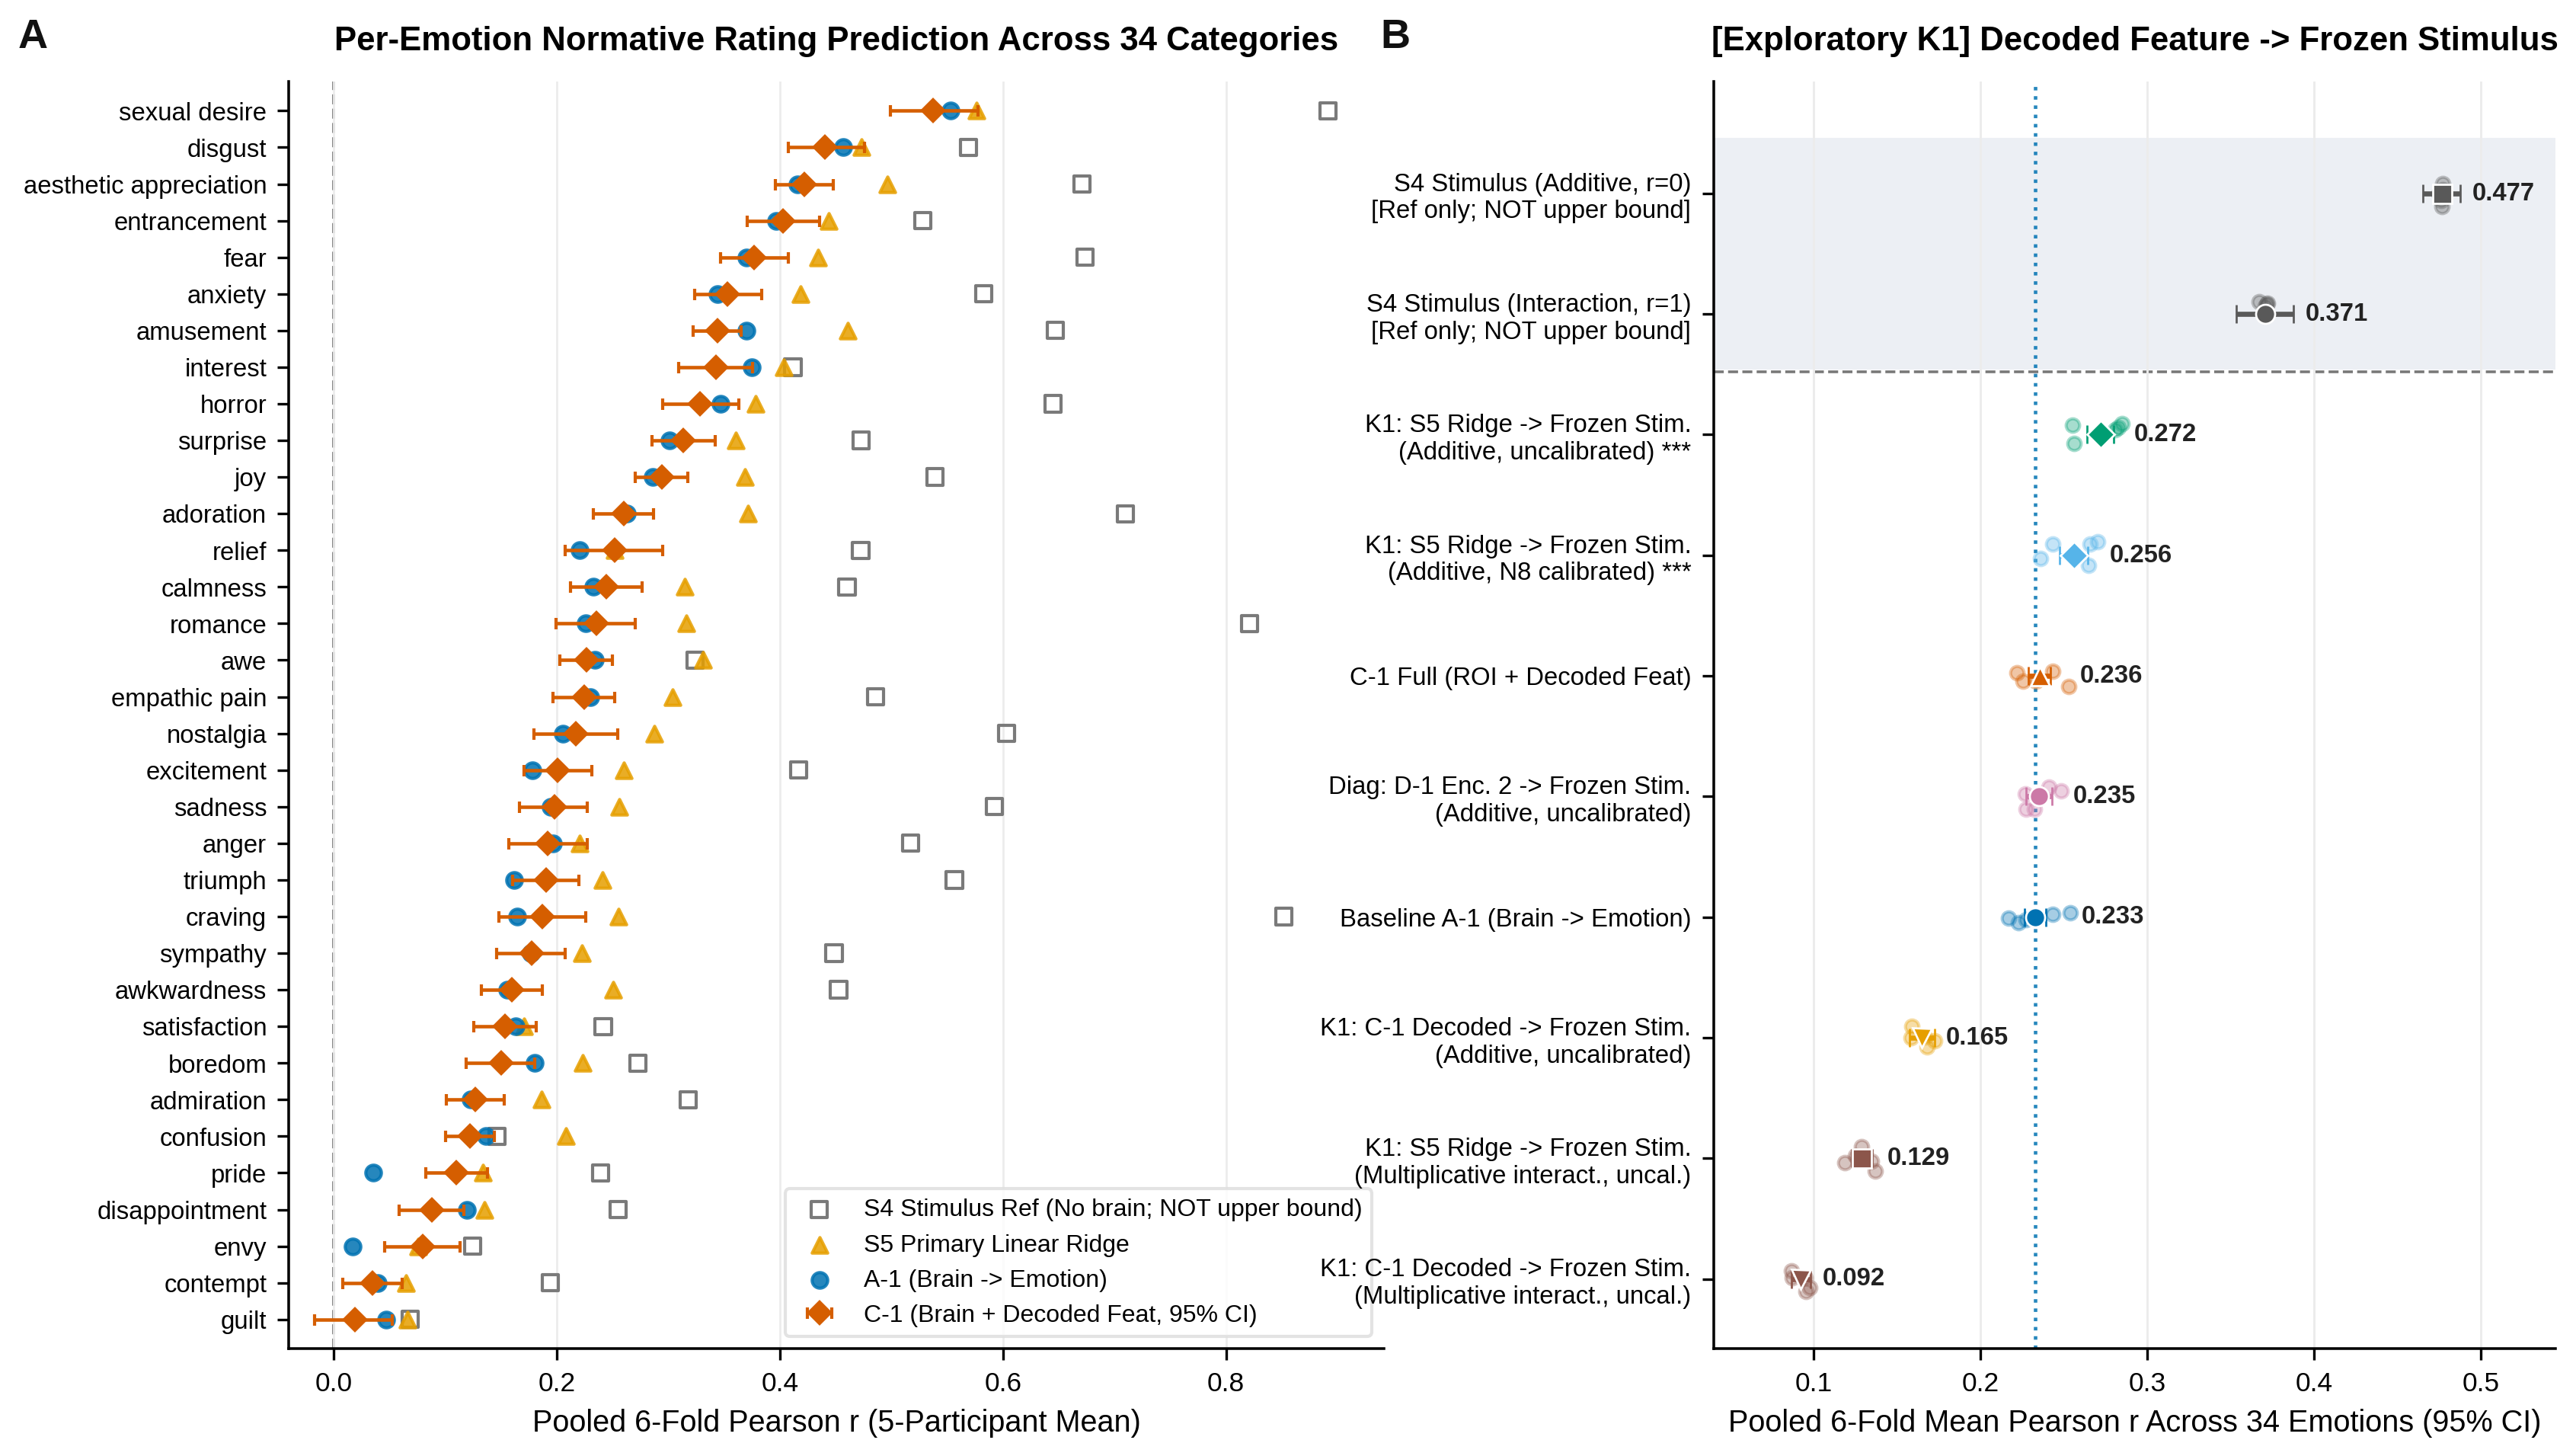 A
Per-Emotion Normative Rating Prediction Across 34 Categories
sexual desire
disgust
aesthetic appreciation
entrancement
fear
anxiety
amusement
interest
horror
surprise
joy
adoration
relief
calmness
romance
awe
empathic pain
nostalgia
excitement
sadness
anger
triumph
craving
sympathy
awkwardness
satisfaction
boredom
admiration
confusion
pride
disappointment
envy
contempt
guilt
S4 Stimulus Ref (No brain; NOT upper bound)
S5 Primary Linear Ridge
A-1 (Brain -> Emotion)
C-1 (Brain + Decoded Feat, 95% CI)
0.0 0.2 0.4 0.6 0.8
Pooled 6-Fold Pearson r (5-Participant Mean)
B
[Exploratory K1] Decoded Feature -> Frozen Stimulus
S4 Stimulus (Additive, r=0)
[Ref only; NOT upper bound]
0.477
S4 Stimulus (Interaction, r=1)
[Ref only; NOT upper bound]
0.371
K1: S5 Ridge -> Frozen Stim.
(Additive, uncalibrated) ***
0.272
K1: S5 Ridge -> Frozen Stim.
(Additive, N8 calibrated) ***
0.256
C-1 Full (ROI + Decoded Feat)
0.236
Diag: D-1 Enc. 2 -> Frozen Stim.
(Additive, uncalibrated)
0.235
Baseline A-1 (Brain -> Emotion)
0.233
K1: C-1 Decoded -> Frozen Stim.
(Additive, uncalibrated)
0.165
K1: S5 Ridge -> Frozen Stim.
(Multiplicative interact., uncal.)
0.129
K1: C-1 Decoded -> Frozen Stim.
(Multiplicative interact., uncal.)
0.092
0.1 0.2 0.3 0.4 0.5
Pooled 6-Fold Mean Pearson r Across 34 Emotions (95% CI)